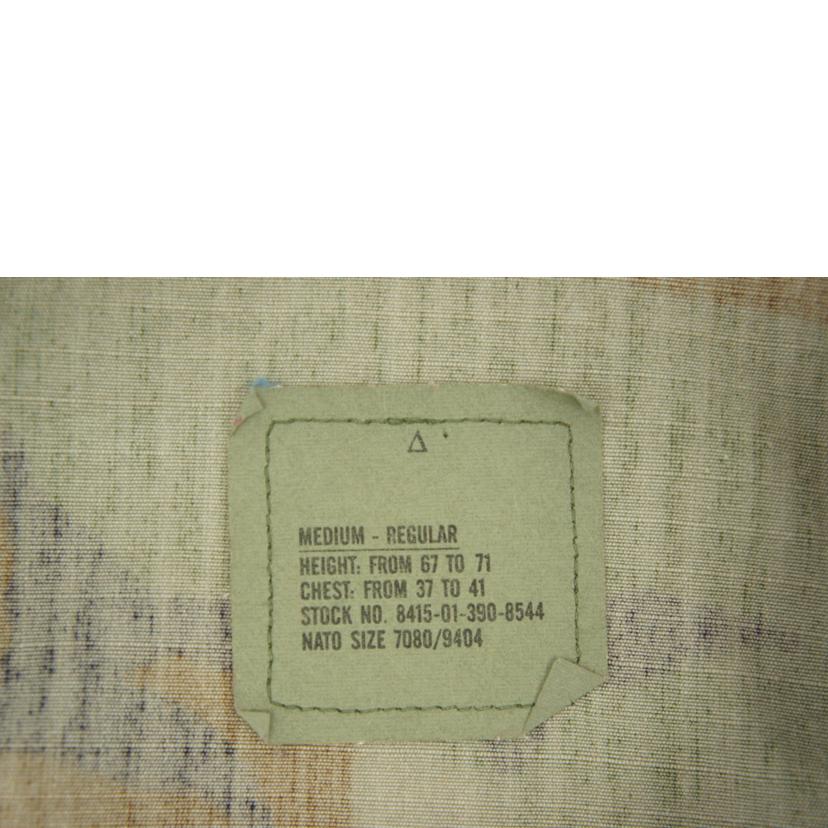 Δ
MEDIUM - REGULAR
HEIGHT: FROM 67 TO 71
CHEST: FROM 37 TO 41
STOCK NO. 8415-01-390-8544
NATO SIZE 7080/9404